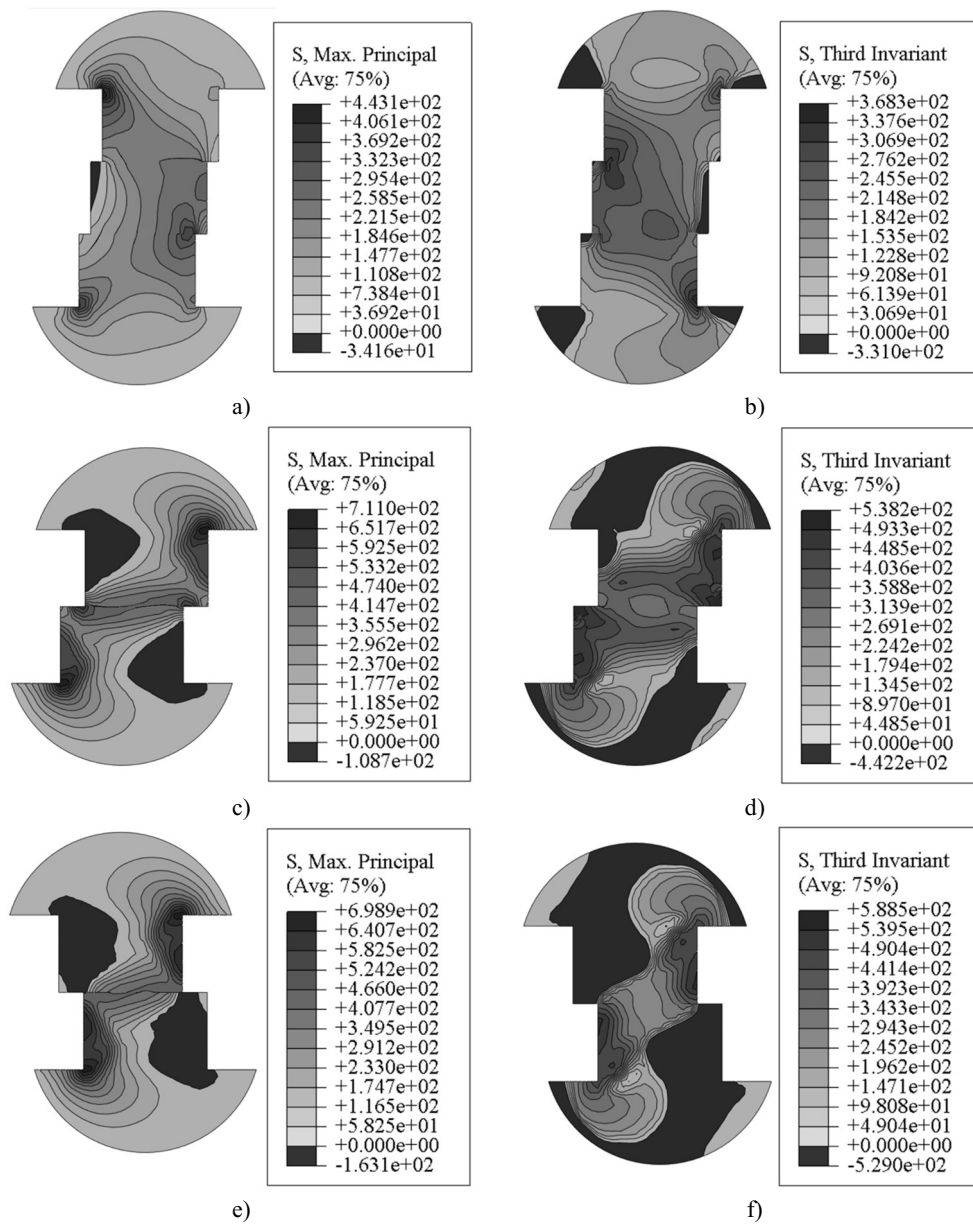 S, Max. Principal
(Avg: 75%)
+4.431e+02
+4.061e+02
+3.692e+02
+3.323e+02
+2.954e+02
+2.585e+02
+2.215e+02
+1.846e+02
+1.477e+02
+1.108e+02
+7.384e+01
+3.692e+01
+0.000e+00
-3.416e+01
a)
S, Third Invariant
(Avg: 75%)
+3.683e+02
+3.376e+02
+3.069e+02
+2.762e+02
+2.455e+02
+2.148e+02
+1.842e+02
+1.535e+02
+1.228e+02
+9.208e+01
+6.139e+01
+3.069e+01
+0.000e+00
-3.310e+02
b)
S, Max. Principal
(Avg: 75%)
+7.110e+02
+6.517e+02
+5.925e+02
+5.332e+02
+4.740e+02
+4.147e+02
+3.555e+02
+2.962e+02
+2.370e+02
+1.777e+02
+1.185e+02
+5.925e+01
+0.000e+00
-1.087e+02
c)
S, Third Invariant
(Avg: 75%)
+5.382e+02
+4.933e+02
+4.485e+02
+4.036e+02
+3.588e+02
+3.139e+02
+2.691e+02
+2.242e+02
+1.794e+02
+1.345e+02
+8.970e+01
+4.485e+01
+0.000e+00
-4.422e+02
d)
S, Max. Principal
(Avg: 75%)
+6.989e+02
+6.407e+02
+5.825e+02
+5.242e+02
+4.660e+02
+4.077e+02
+3.495e+02
+2.912e+02
+2.330e+02
+1.747e+02
+1.165e+02
+5.825e+01
+0.000e+00
-1.631e+02
e)
S, Third Invariant
(Avg: 75%)
+5.885e+02
+5.395e+02
+4.904e+02
+4.414e+02
+3.923e+02
+3.433e+02
+2.943e+02
+2.452e+02
+1.962e+02
+1.471e+02
+9.808e+01
+4.904e+01
+0.000e+00
-5.290e+02
f)